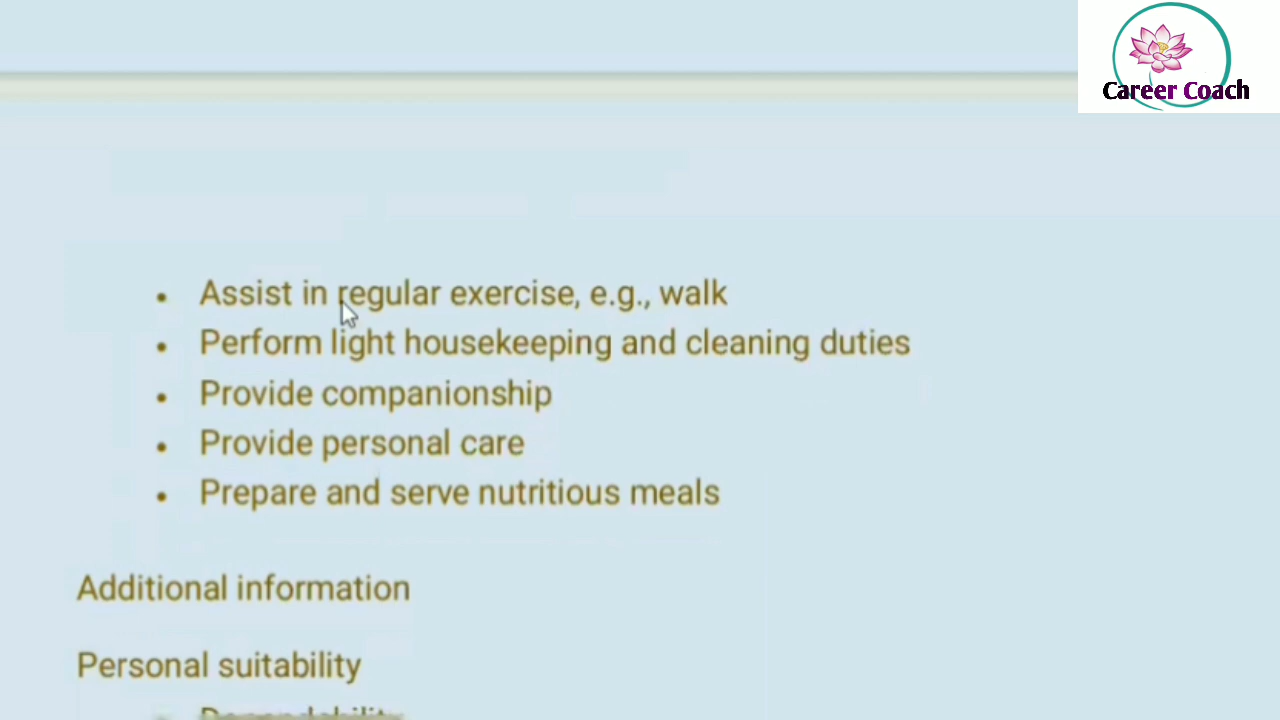 Career Coach
• Assist in regular exercise, e.g., walk
• Perform light housekeeping and cleaning duties
• Provide companionship
• Provide personal care
• Prepare and serve nutritious meals
Additional information
Personal suitability
• Dependability